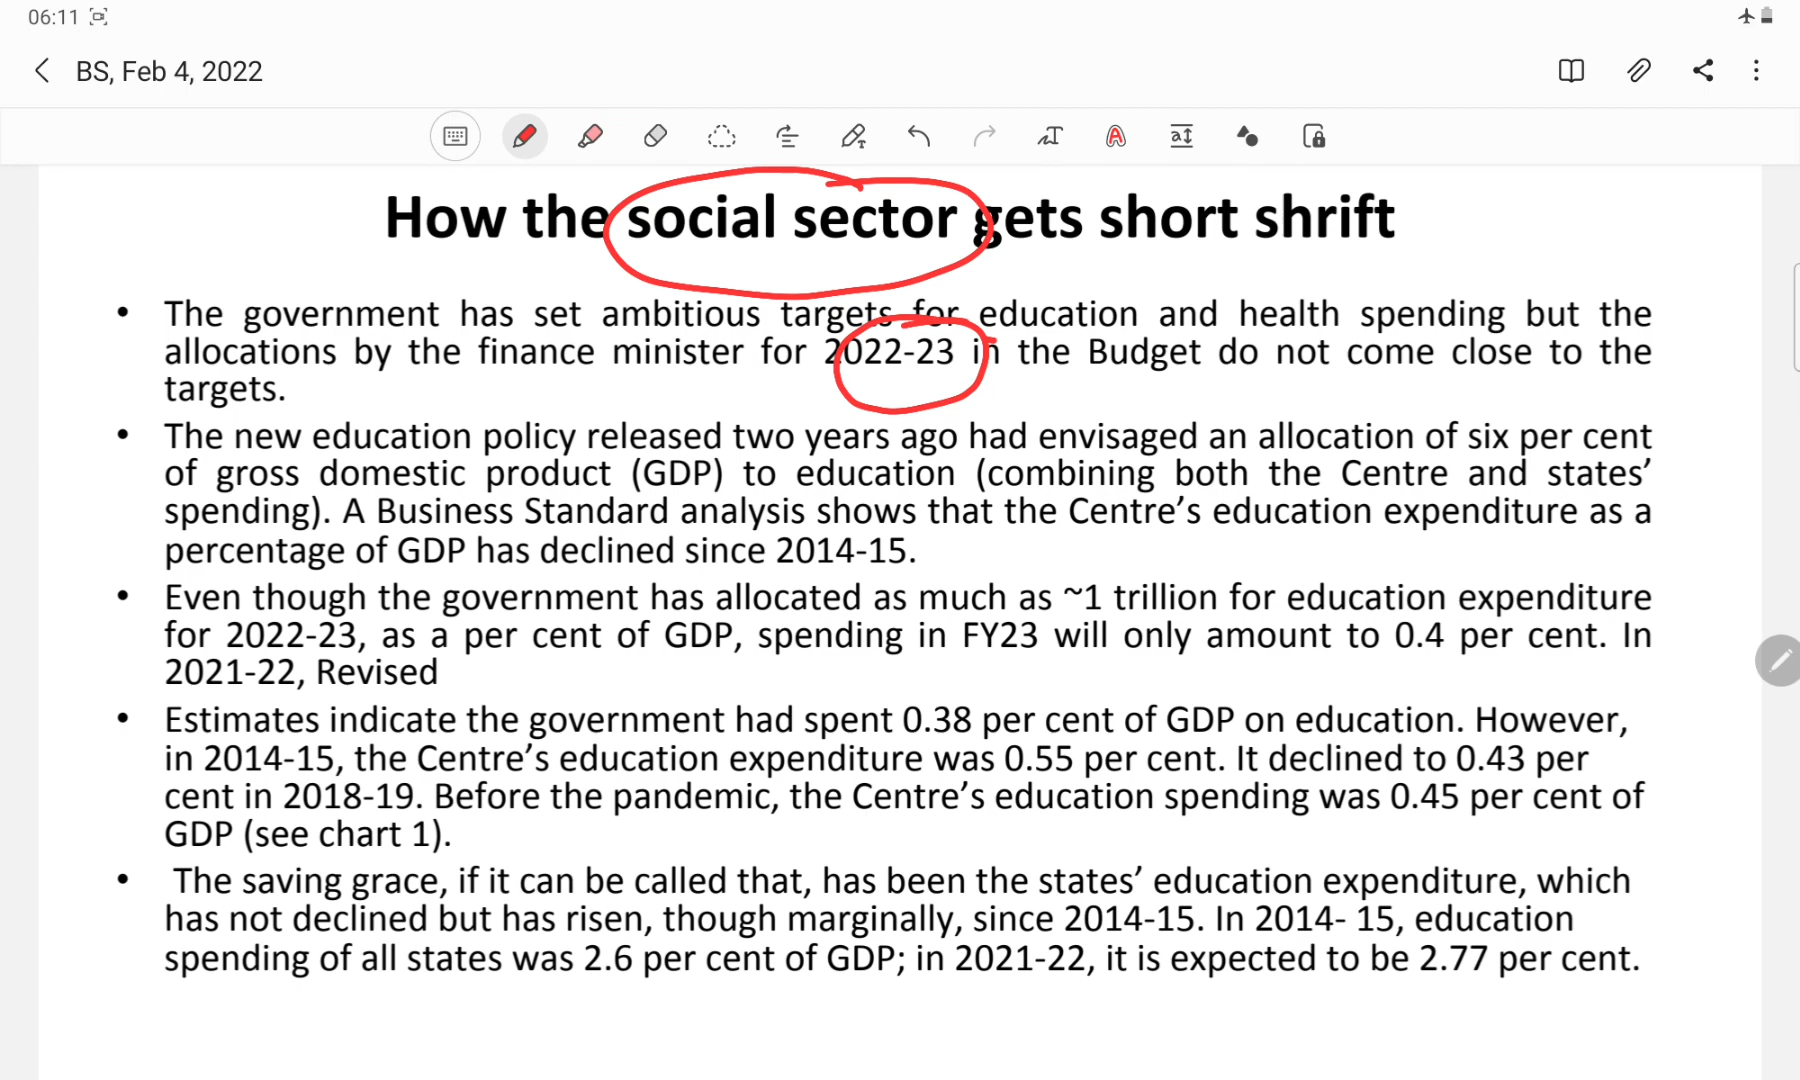 06:11
BS, Feb 4, 2022
How the social sector gets short shrift
• The government has set ambitious targets for education and health spending but the
allocations by the finance minister for 2022-23 in the Budget do not come close to the
targets.
• The new education policy released two years ago had envisaged an allocation of six per cent
of gross domestic product (GDP) to education (combining both the Centre and states’
spending). A Business Standard analysis shows that the Centre’s education expenditure as a
percentage of GDP has declined since 2014-15.
• Even though the government has allocated as much as ~1 trillion for education expenditure
for 2022-23, as a per cent of GDP, spending in FY23 will only amount to 0.4 per cent. In
2021-22, Revised
• Estimates indicate the government had spent 0.38 per cent of GDP on education. However,
in 2014-15, the Centre’s education expenditure was 0.55 per cent. It declined to 0.43 per
cent in 2018-19. Before the pandemic, the Centre’s education spending was 0.45 per cent of
GDP (see chart 1).
• The saving grace, if it can be called that, has been the states’ education expenditure, which
has not declined but has risen, though marginally, since 2014-15. In 2014- 15, education
spending of all states was 2.6 per cent of GDP; in 2021-22, it is expected to be 2.77 per cent.